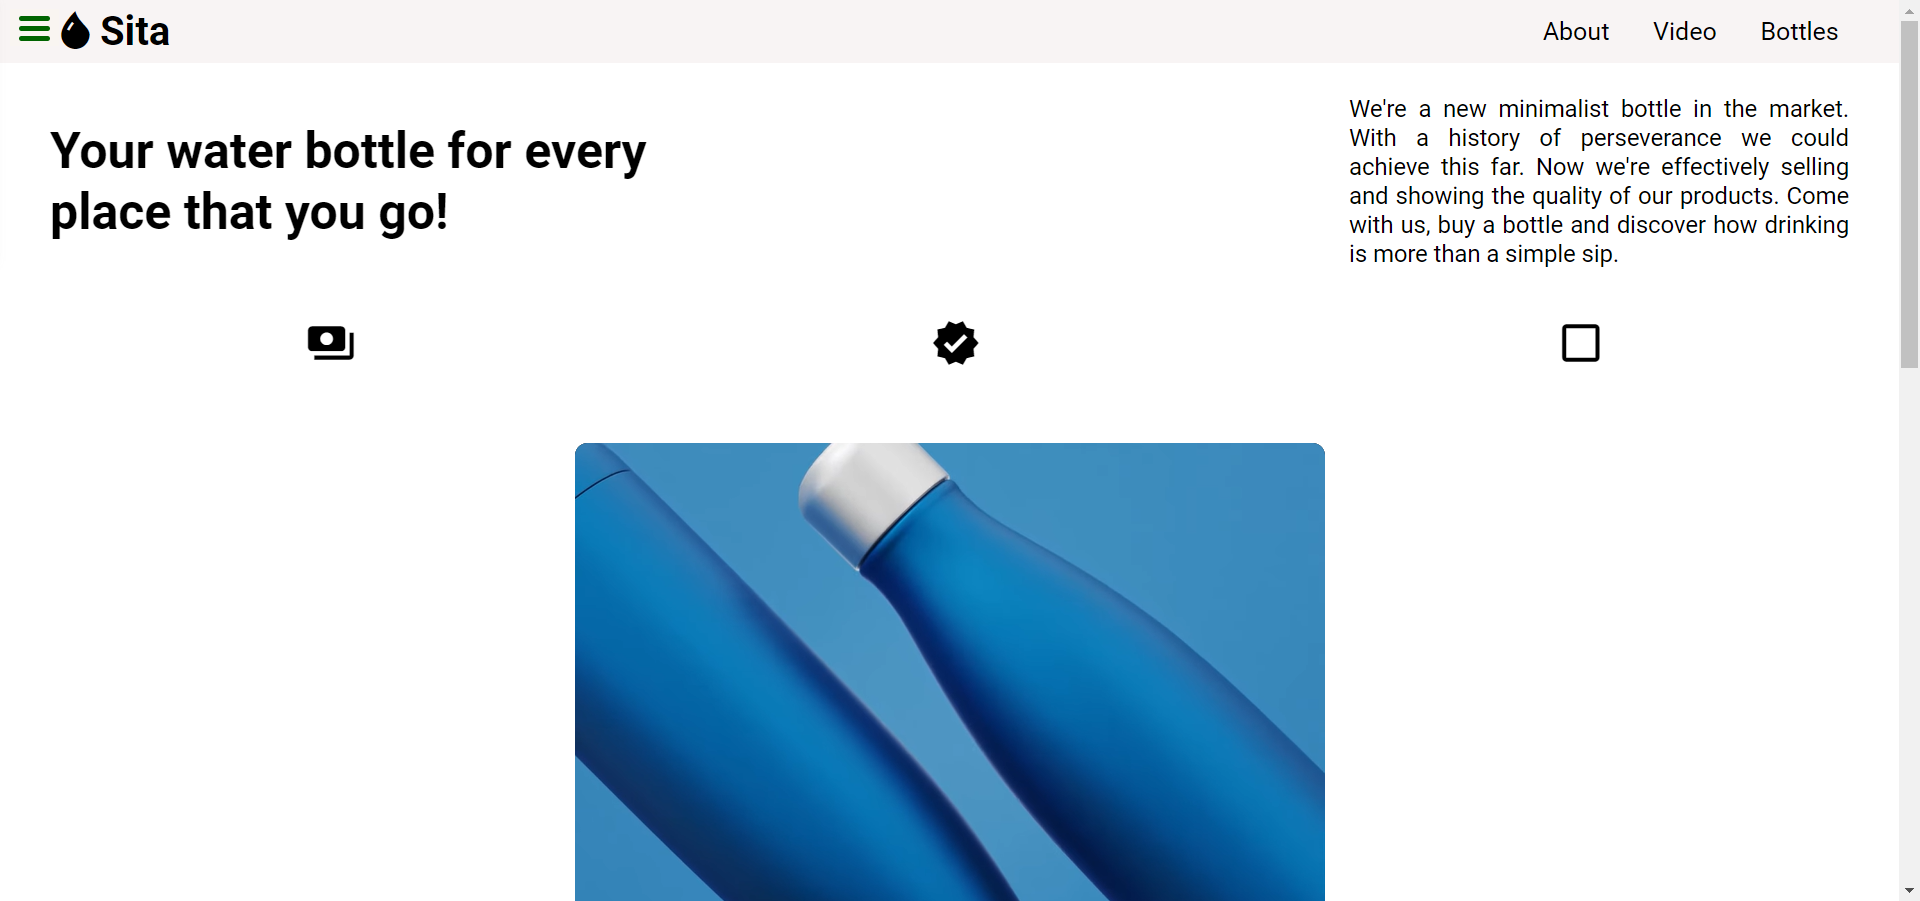 Sita
About
Video
Bottles
Your water bottle for every
place that you go!
We're a new minimalist bottle in the market.
With a history of perseverance we could
achieve this far. Now we're effectively selling
and showing the quality of our products. Come
with us, buy a bottle and discover how drinking
is more than a simple sip.